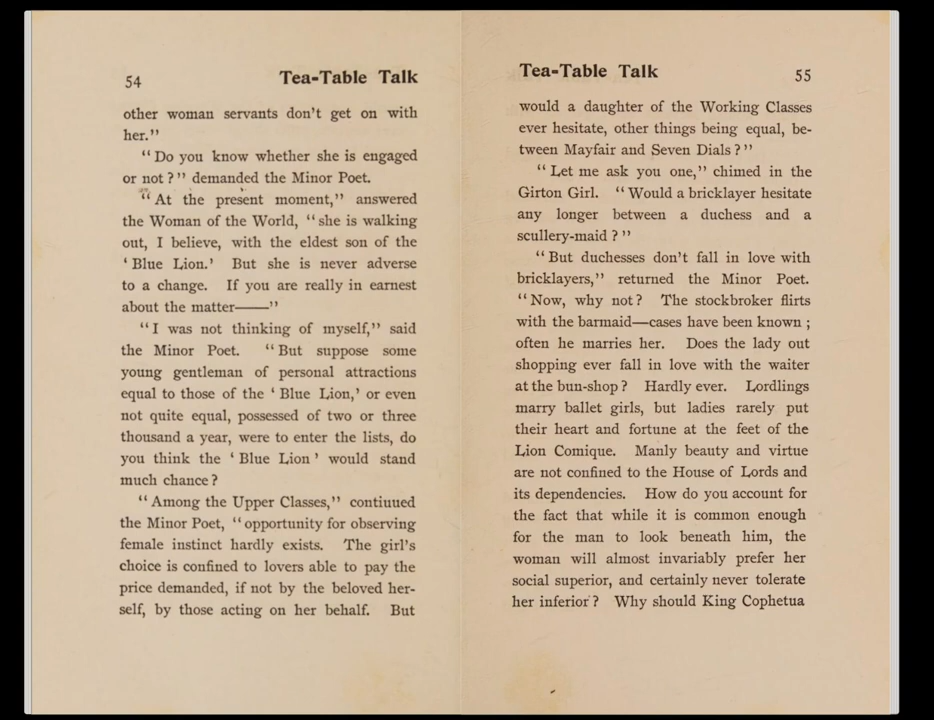 54
Tea-Table Talk
other woman servants don't get on with
her."
"Do you know whether she is engaged
or not?" demanded the Minor Poet.
"At the present moment," answered
the Woman of the World, "she is walking
out, I believe, with the eldest son of the
'Blue Lion.' But she is never adverse
to a change. If you are really in earnest
about the matter——"
"I was not thinking of myself," said
the Minor Poet. "But suppose some
young gentleman of personal attractions
equal to those of the 'Blue Lion,' or even
not quite equal, possessed of two or three
thousand a year, were to enter the lists, do
you think the 'Blue Lion' would stand
much chance?
"Among the Upper Classes," continued
the Minor Poet, "opportunity for observing
female instinct hardly exists. The girl's
choice is confined to lovers able to pay the
price demanded, if not by the beloved her-
self, by those acting on her behalf. But
Tea-Table Talk
55
would a daughter of the Working Classes
ever hesitate, other things being equal, be-
tween Mayfair and Seven Dials?"
"Let me ask you one," chimed in the
Girton Girl. "Would a bricklayer hesitate
any longer between a duchess and a
scullery-maid?"
"But duchesses don't fall in love with
bricklayers," returned the Minor Poet.
"Now, why not? The stockbroker flirts
with the barmaid—cases have been known;
often he marries her. Does the lady out
shopping ever fall in love with the waiter
at the bun-shop? Hardly ever. Lordlings
marry ballet girls, but ladies rarely put
their heart and fortune at the feet of the
Lion Comique. Manly beauty and virtue
are not confined to the House of Lords and
its dependencies. How do you account for
the fact that while it is common enough
for the man to look beneath him, the
woman will almost invariably prefer her
social superior, and certainly never tolerate
her inferior? Why should King Cophetua